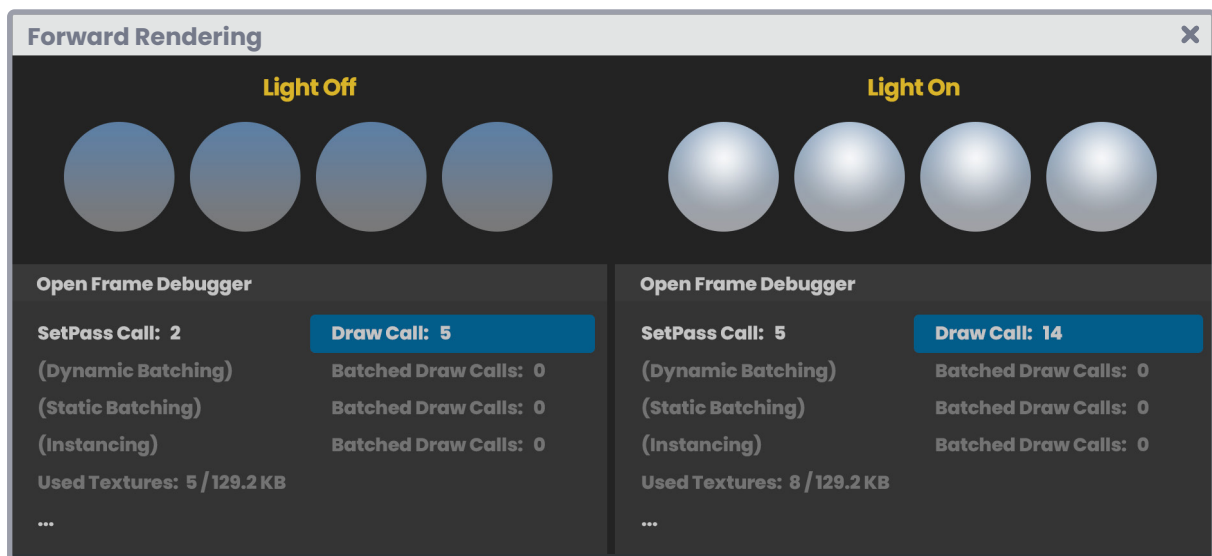 Forward Rendering
Light Off
Light On
Open Frame Debugger
SetPass Call: 2
Draw Call: 5
(Dynamic Batching)
Batched Draw Calls: 0
(Static Batching)
Batched Draw Calls: 0
(Instancing)
Batched Draw Calls: 0
Used Textures: 5 / 129.2 KB
...
Open Frame Debugger
SetPass Call: 5
Draw Call: 14
(Dynamic Batching)
Batched Draw Calls: 0
(Static Batching)
Batched Draw Calls: 0
(Instancing)
Batched Draw Calls: 0
Used Textures: 8 / 129.2 KB
...